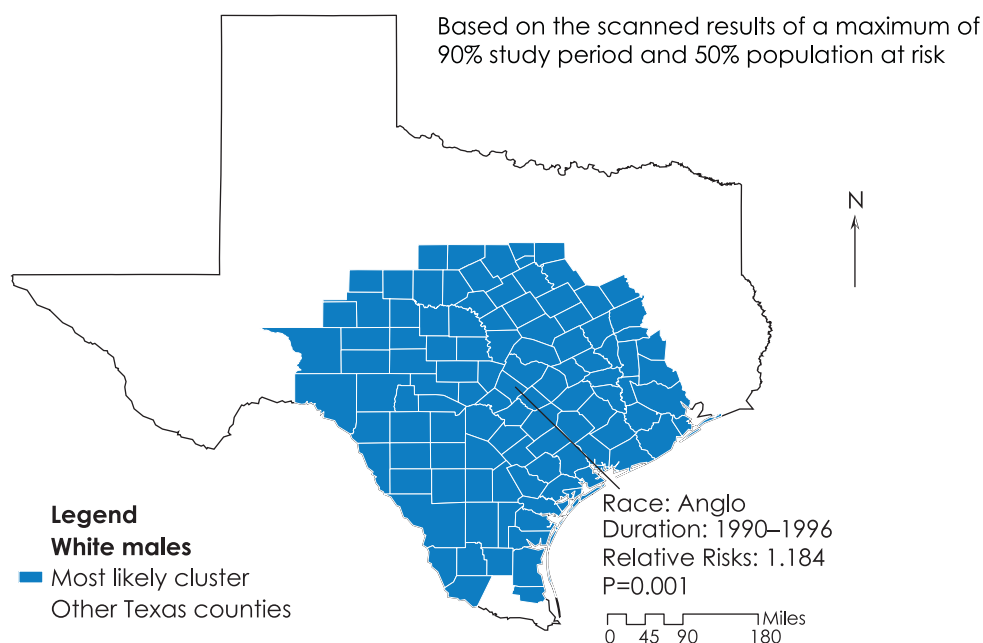 Based on the scanned results of a maximum of
90% study period and 50% population at risk
N
Legend
White males
Most likely cluster
Other Texas counties
Race: Anglo
Duration: 1990–1996
Relative Risks: 1.184
P=0.001
Miles
0 45 90 180